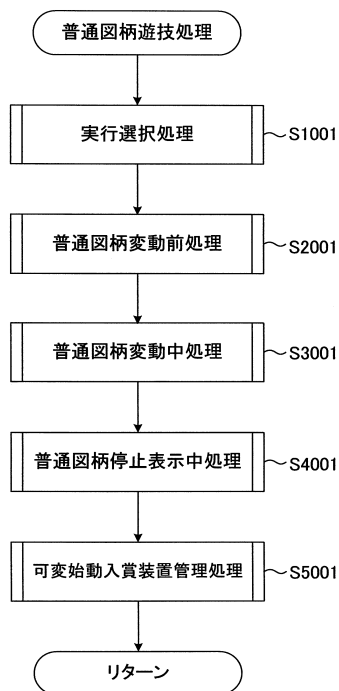 普通図柄遊技処理
実行選択処理 S1001
普通図柄変動前処理 S2001
普通図柄変動中処理 S3001
普通図柄停止表示中処理 S4001
可変始動入賞装置管理処理 S5001
リターン